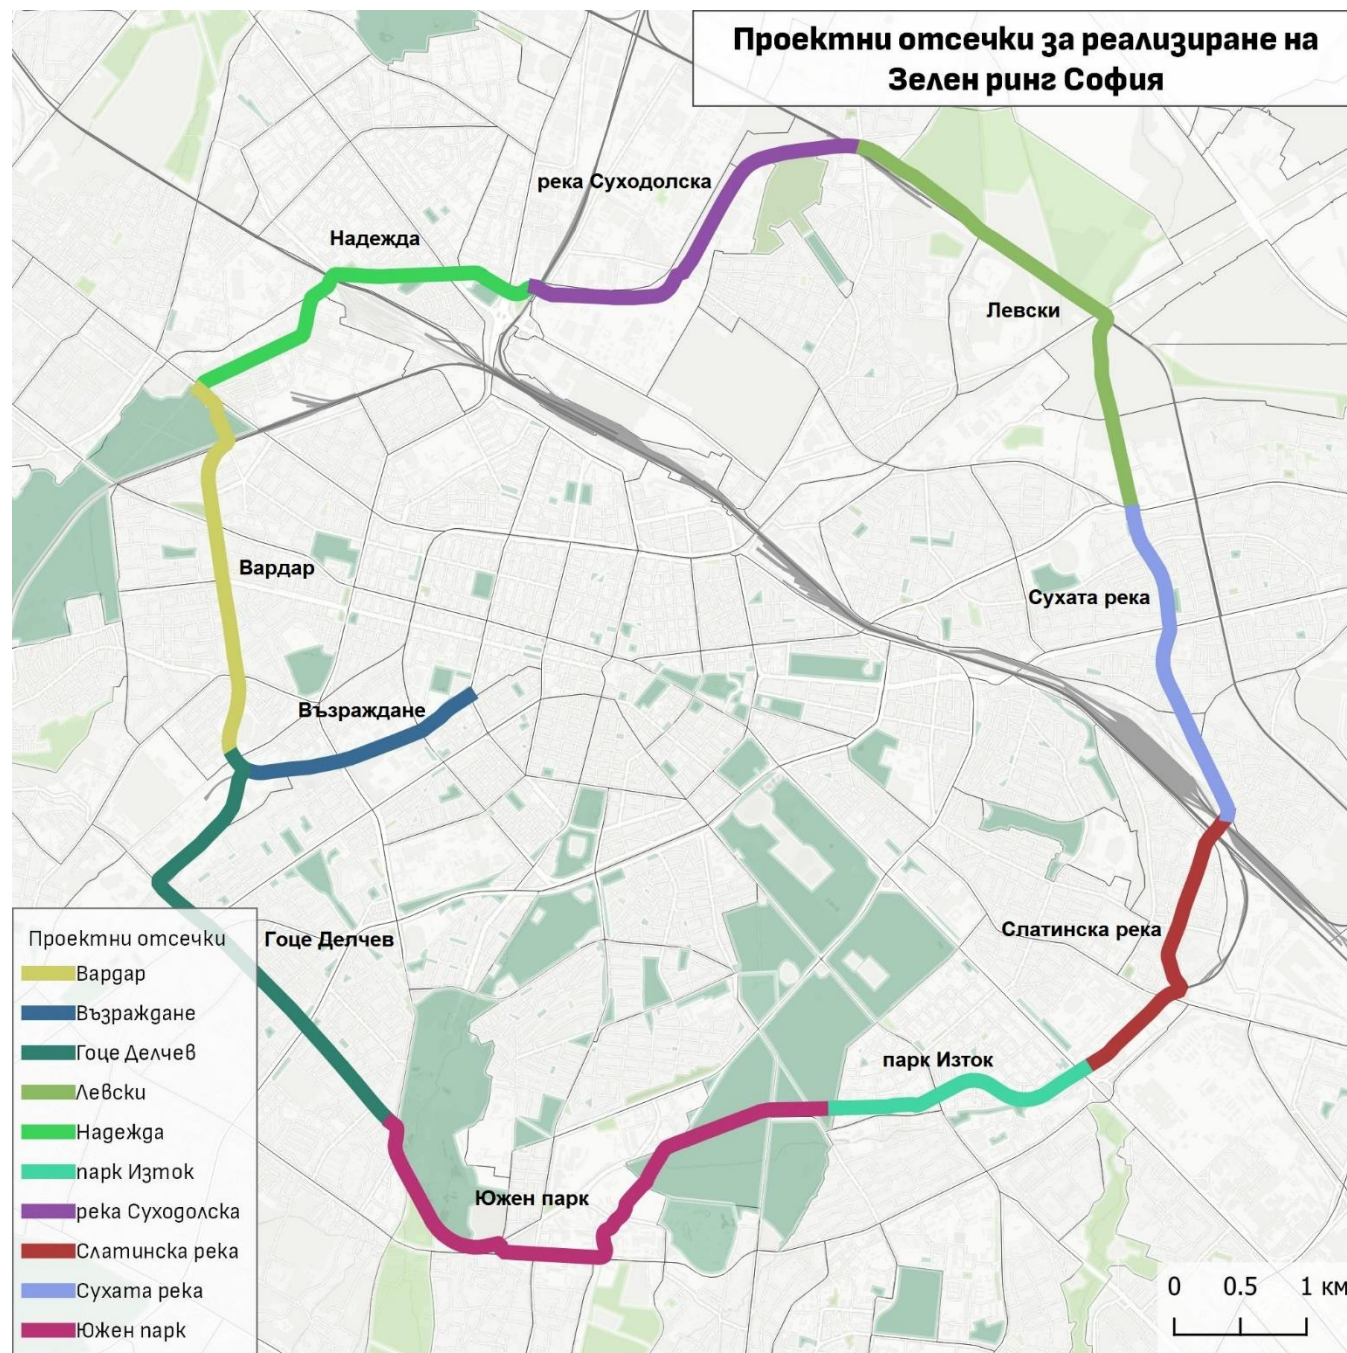 Проектни отсечки за реализиране на
Зелен ринг София
река Суходолска
Надежда
Левски
Вардар
Сухата река
Възраждане
Слатинска река
Гоце Делчев
парк Изток
Южен парк
Проектни отсечки
Вардар
Възраждане
Гоце Делчев
Левски
Надежда
парк Изток
река Суходолска
Слатинска река
Сухата река
Южен парк
0 0.5 1 км